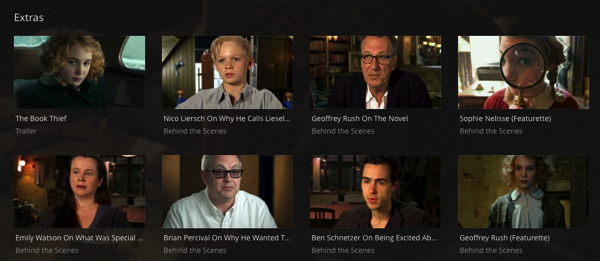 Extras
The Book Thief
Trailer
Nico Liersch On Why He Calls Liesel...
Behind the Scenes
Geoffrey Rush On The Novel
Behind the Scenes
Sophie Nelisse (Featurette)
Behind the Scenes
Emily Watson On What Was Special ...
Behind the Scenes
Brian Percival On Why He Wanted T...
Behind the Scenes
Ben Schnetzer On Being Excited Ab...
Behind the Scenes
Geoffrey Rush (Featurette)
Behind the Scenes